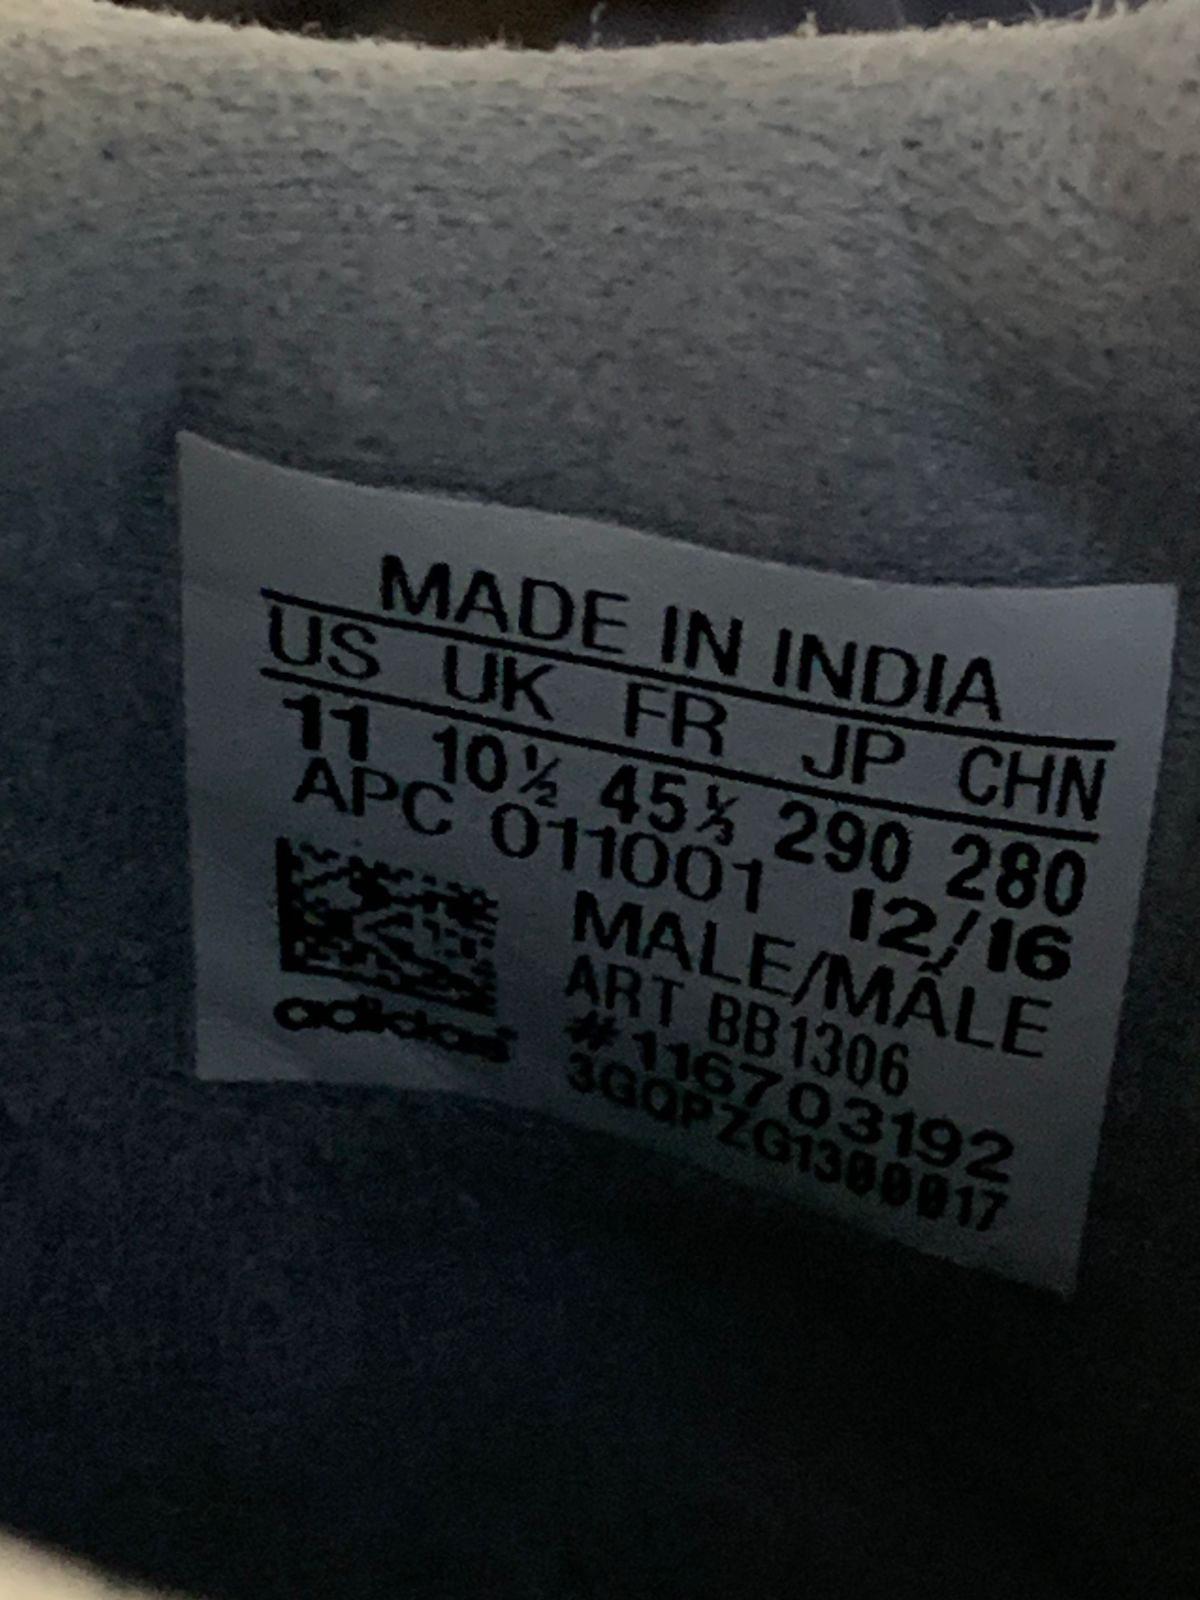 MADE IN INDIA
US UK FR JP CHN
11 10½ 45⅓ 290 280
APC 011001 12/16
MALE/MÂLE
ART BB1306
# 116703192
3GQPZG1300017
adidas